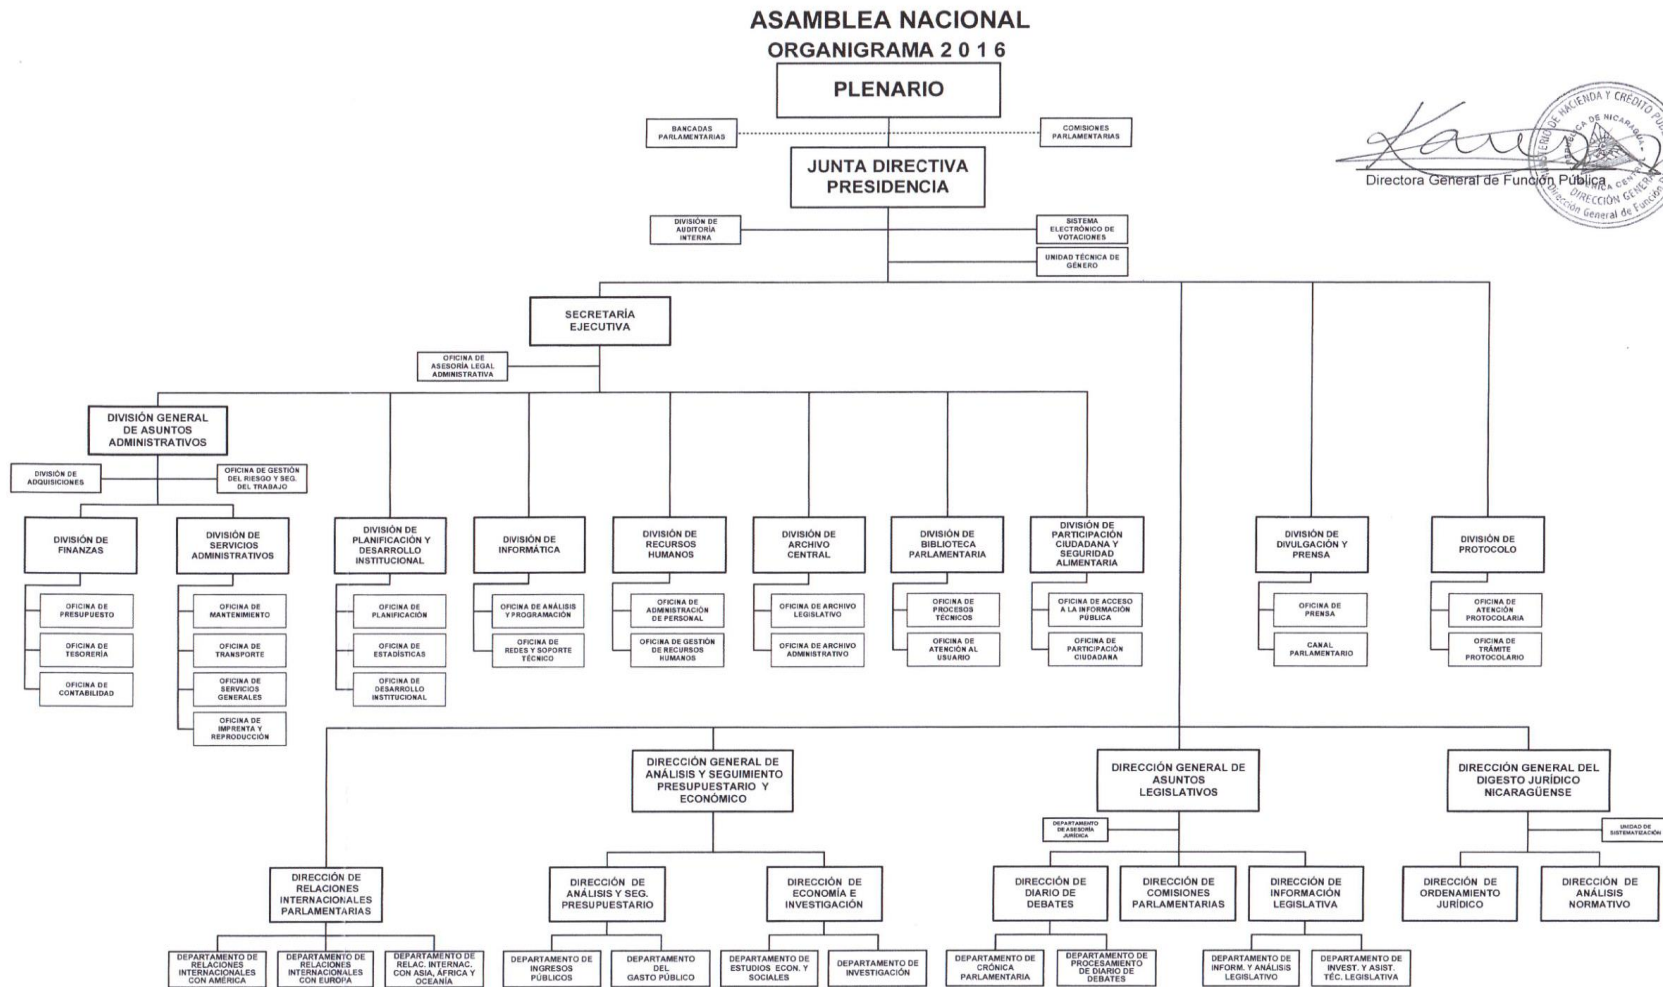 ASAMBLEA NACIONAL
ORGANIGRAMA 2 0 1 6
PLENARIO
BANCADAS
PARLAMENTARIAS
COMISIONES
PARLAMENTARIAS
JUNTA DIRECTIVA
PRESIDENCIA
Directora General de Función Pública
DIVISIÓN DE
AUDITORÍA
INTERNA
SISTEMA
ELECTRÓNICO DE
VOTACIONES
UNIDAD TÉCNICA DE
GÉNERO
SECRETARÍA
EJECUTIVA
OFICINA DE
ASESORÍA LEGAL
ADMINISTRATIVA
DIVISIÓN GENERAL
DE ASUNTOS
ADMINISTRATIVOS
DIVISIÓN DE
ADQUISICIONES
OFICINA DE GESTIÓN
DEL RIESGO Y SEG.
DEL TRABAJO
DIVISIÓN DE
FINANZAS
DIVISIÓN DE
SERVICIOS
ADMINISTRATIVOS
DIVISIÓN DE
PLANIFICACIÓN Y
DESARROLLO
INSTITUCIONAL
DIVISIÓN DE
INFORMÁTICA
DIVISIÓN DE
RECURSOS
HUMANOS
DIVISIÓN DE
ARCHIVO
CENTRAL
DIVISIÓN DE
BIBLIOTECA
PARLAMENTARIA
DIVISIÓN DE
PARTICIPACIÓN
CIUDADANA Y
SEGURIDAD
ALIMENTARIA
DIVISIÓN DE
DIVULGACIÓN Y
PRENSA
DIVISIÓN DE
PROTOCOLO
OFICINA DE
PRESUPUESTO
OFICINA DE
TESORERÍA
OFICINA DE
CONTABILIDAD
OFICINA DE
MANTENIMIENTO
OFICINA DE
TRANSPORTE
OFICINA DE
SERVICIOS
GENERALES
OFICINA DE
IMPRENTA Y
REPRODUCCIÓN
OFICINA DE
PLANIFICACIÓN
OFICINA DE
ESTADÍSTICAS
OFICINA DE
DESARROLLO
INSTITUCIONAL
OFICINA DE ANÁLISIS
Y PROGRAMACIÓN
OFICINA DE
REDES Y SOPORTE
TÉCNICO
OFICINA DE
ADMINISTRACIÓN
DE PERSONAL
OFICINA DE GESTIÓN
DE RECURSOS
HUMANOS
OFICINA DE ARCHIVO
LEGISLATIVO
OFICINA DE ARCHIVO
ADMINISTRATIVO
OFICINA DE
PROCESOS
TÉCNICOS
OFICINA DE
ATENCIÓN AL
USUARIO
OFICINA DE ACCESO
A LA INFORMACIÓN
PÚBLICA
OFICINA DE
PARTICIPACIÓN
CIUDADANA
OFICINA DE
PRENSA
CANAL
PARLAMENTARIO
OFICINA DE
ATENCIÓN
PROTOCOLARIA
OFICINA DE
TRÁMITE
PROTOCOLARIO
DIRECCIÓN GENERAL DE
ANÁLISIS Y SEGUIMIENTO
PRESUPUESTARIO Y
ECONÓMICO
DIRECCIÓN GENERAL DE
ASUNTOS
LEGISLATIVOS
DIRECCIÓN GENERAL DEL
DIGESTO JURÍDICO
NICARAGÜENSE
DEPARTAMENTO
DE ASESORÍA
JURÍDICA
UNIDAD DE
SISTEMATIZACIÓN
DIRECCIÓN DE
RELACIONES
INTERNACIONALES
PARLAMENTARIAS
DIRECCIÓN DE
ANÁLISIS Y SEG.
PRESUPUESTARIO
DIRECCIÓN DE
ECONOMÍA E
INVESTIGACIÓN
DIRECCIÓN DE
DIARIO DE
DEBATES
DIRECCIÓN DE
COMISIONES
PARLAMENTARIAS
DIRECCIÓN DE
INFORMACIÓN
LEGISLATIVA
DIRECCIÓN DE
ORDENAMIENTO
JURÍDICO
DIRECCIÓN DE
ANÁLISIS
NORMATIVO
DEPARTAMENTO DE
RELACIONES
INTERNACIONALES
CON AMÉRICA
DEPARTAMENTO DE
RELACIONES
INTERNACIONALES
CON EUROPA
DEPARTAMENTO DE
RELAC. INTERNAC.
CON ASIA, ÁFRICA Y
OCEANÍA
DEPARTAMENTO DE
INGRESOS
PÚBLICOS
DEPARTAMENTO
DEL
GASTO PÚBLICO
DEPARTAMENTO DE
ESTUDIOS ECON. Y
SOCIALES
DEPARTAMENTO DE
INVESTIGACIÓN
DEPARTAMENTO DE
CRÓNICA
PARLAMENTARIA
DEPARTAMENTO DE
PROCESAMIENTO
DE DIARIO DE
DEBATES
DEPARTAMENTO DE
INFORM. Y ANÁLISIS
LEGISLATIVO
DEPARTAMENTO DE
INVEST. Y ASIST.
TÉC. LEGISLATIVA